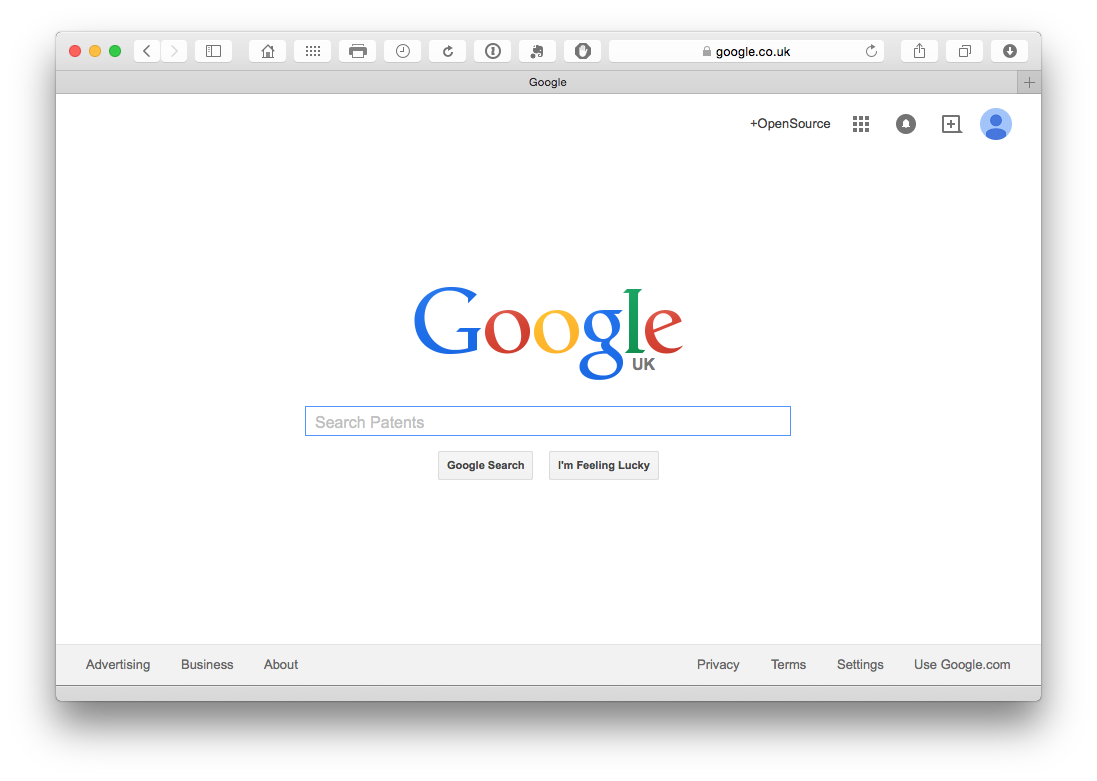 google.co.uk
Google
+OpenSource
Google
UK
Search Patents
Google Search
I'm Feeling Lucky
Advertising
Business
About
Privacy
Terms
Settings
Use Google.com